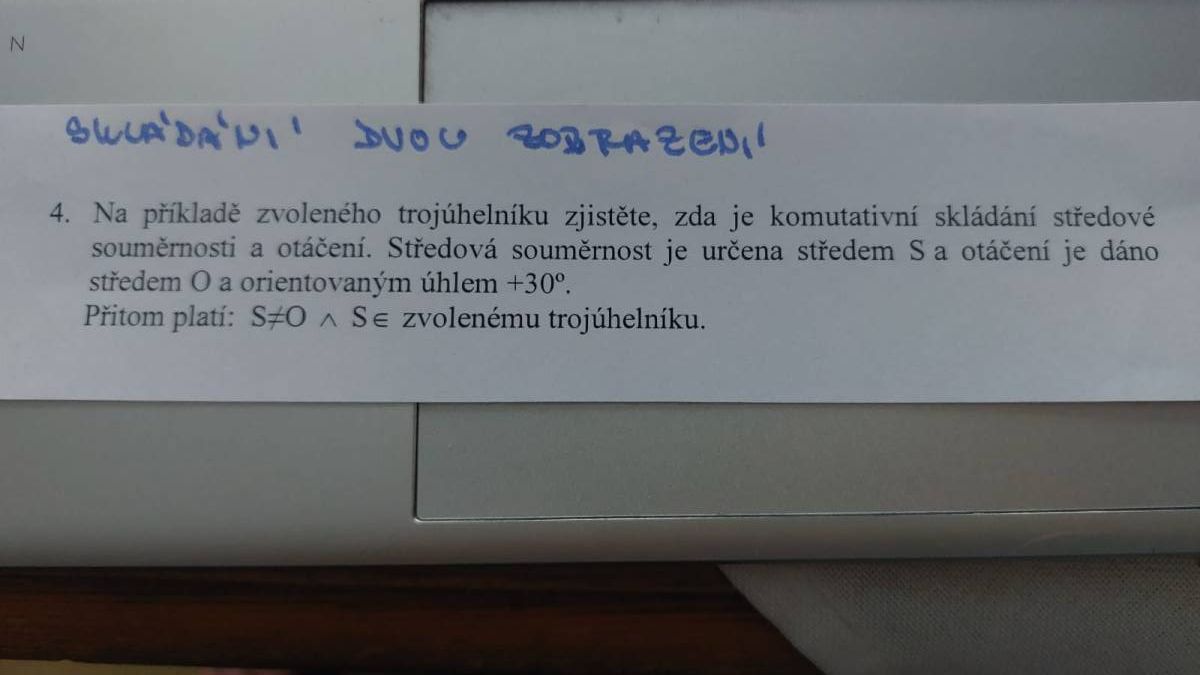 N
SKLÁDÁNÍ DVOU ZOBRAZENÍ
4. Na příkladě zvoleného trojúhelníku zjistěte, zda je komutativní skládání středové
souměrnosti a otáčení. Středová souměrnost je určena středem S a otáčení je dáno
středem O a orientovaným úhlem +30º.
Přitom platí: S≠O ∧ S∈ zvolenému trojúhelníku.